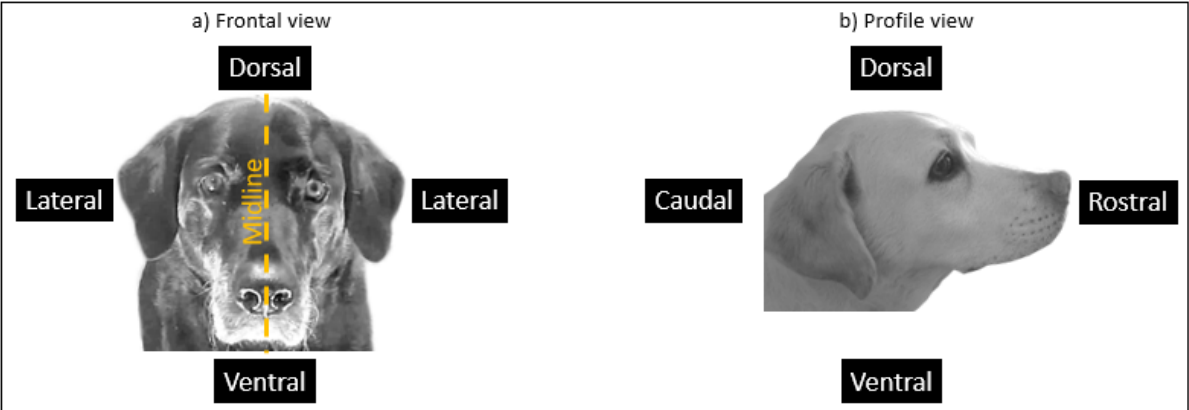 a) Frontal view
Dorsal
Lateral
Midline
Lateral
Ventral
b) Profile view
Dorsal
Caudal
Rostral
Ventral